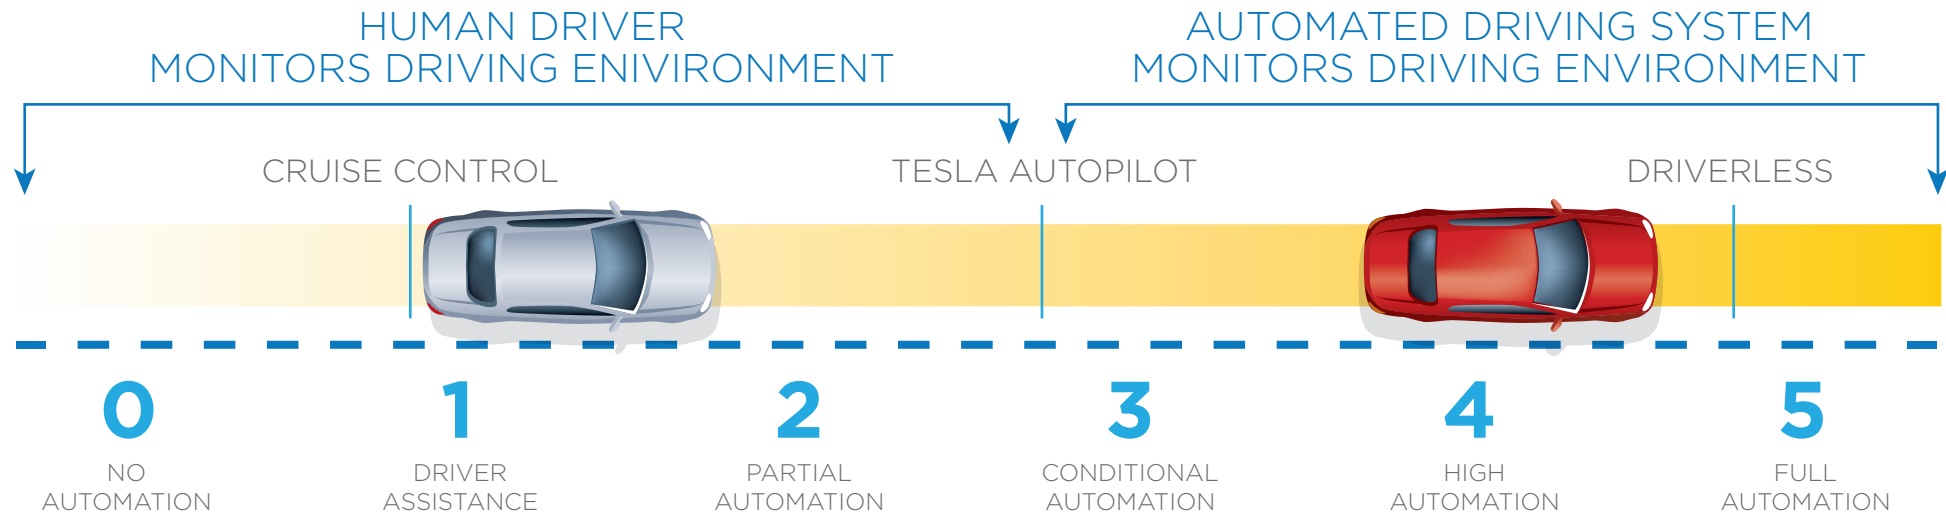 HUMAN DRIVER
MONITORS DRIVING ENIVIRONMENT
AUTOMATED DRIVING SYSTEM
MONITORS DRIVING ENVIRONMENT
CRUISE CONTROL
TESLA AUTOPILOT
DRIVERLESS
0
NO
AUTOMATION
1
DRIVER
ASSISTANCE
2
PARTIAL
AUTOMATION
3
CONDITIONAL
AUTOMATION
4
HIGH
AUTOMATION
5
FULL
AUTOMATION